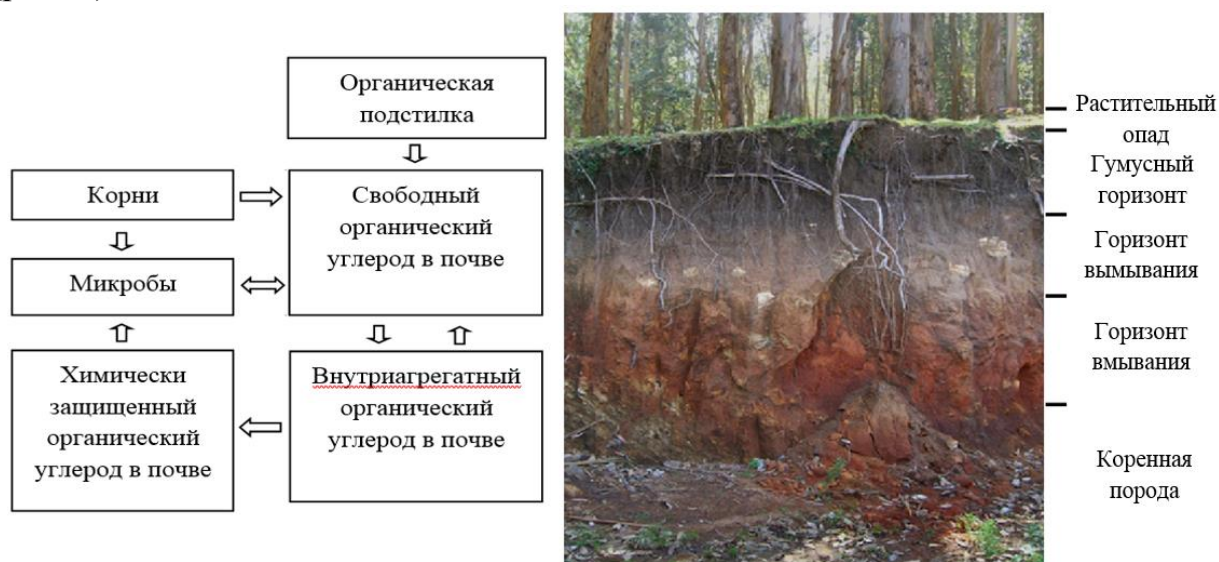 Органическая
подстилка
Корни
Свободный
органический
углерод в почве
Микробы
Химически
защищенный
органический
углерод в почве
Внутриагрегатный
органический
углерод в почве
Растительный
опад
Гумусный
горизонт
Горизонт
вымывания
Горизонт
вмывания
Коренная
порода